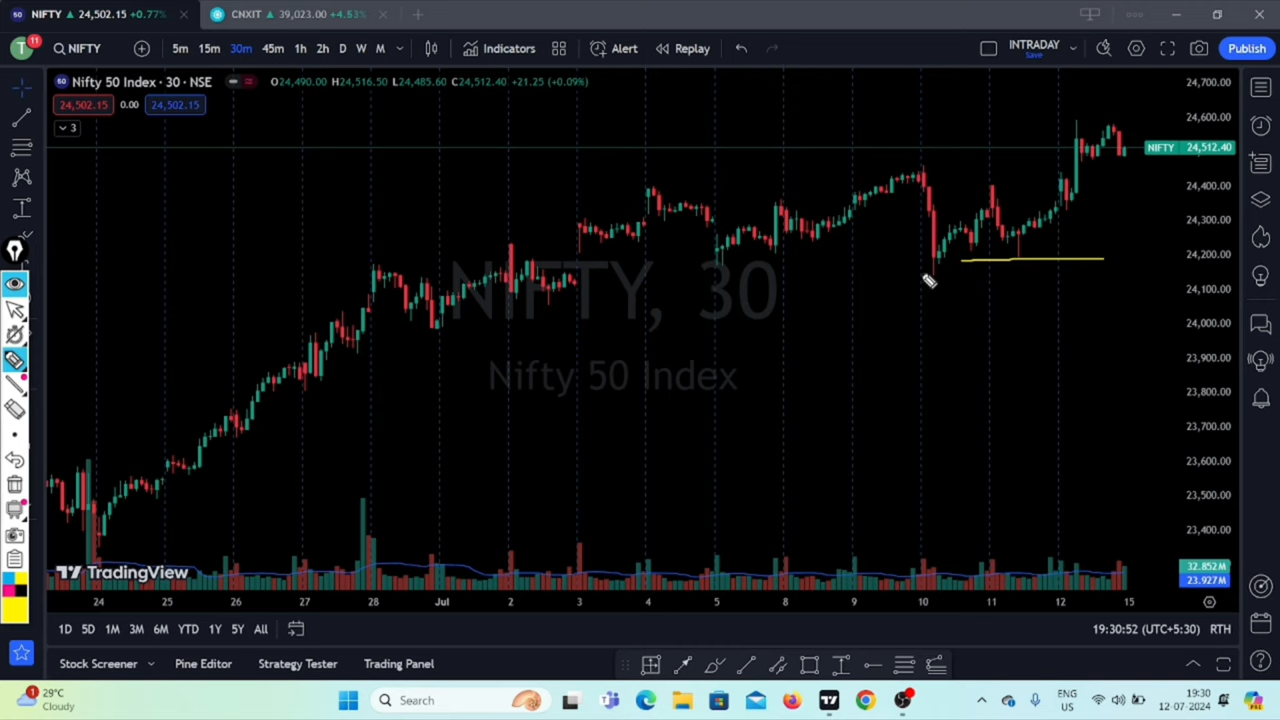 NIFTY ▲ 24,502.15 +0.77%
CNXIT ▲ 39,023.00 +4.53%
T 11 NIFTY 5m 15m 30m 45m 1h 2h D W M Indicators Alert Replay INTRADAY Save Publish
50 Nifty 50 Index · 30 · NSE O24,490.00 H24,516.50 L24,485.60 C24,512.40 +21.25 (+0.09%)
24,502.15 0.00 24,502.15
3
24,700.00
24,600.00
NIFTY 24,512.40
24,400.00
24,300.00
24,200.00
24,100.00
24,000.00
23,900.00
23,800.00
23,700.00
23,600.00
23,500.00
23,400.00
32.852M
23.927M
NIFTY, 30
Nifty 50 Index
TradingView
24 25 26 27 28 Jul 2 3 4 5 8 9 10 11 12 15
1D 5D 1M 3M 6M YTD 1Y 5Y All 19:30:52 (UTC+5:30) RTH
Stock Screener Pine Editor Strategy Tester Trading Panel
1 29°C
Cloudy
Search
ENG
US
19:30
12-07-2024